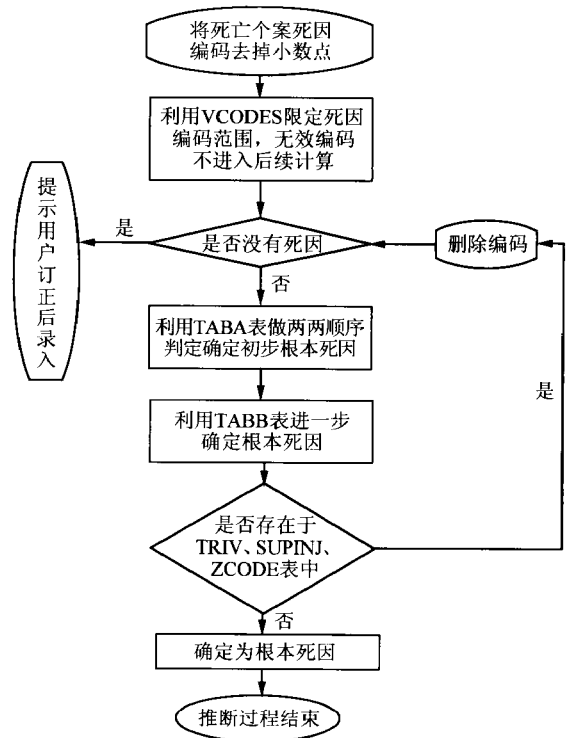 将死亡个案死因
编码去掉小数点
利用VCODES限定死因
编码范围，无效编码
不进入后续计算
提示用户订正后录入
是
是否没有死因
删除编码
否
利用TABA表做两两顺序
判定确定初步根本死因
是
利用TABB表进一步
确定根本死因
是否存在于
TRIV、SUPINJ、
ZCODE表中
否
确定为根本死因
推断过程结束